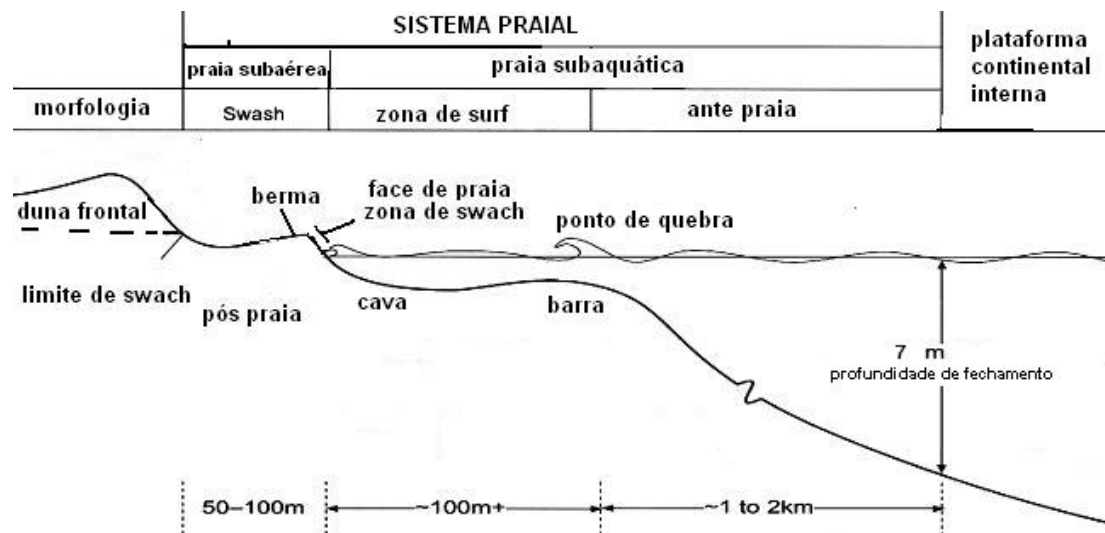 SISTEMA PRAIAL
praia subaérea
praia subaquática
plataforma
continental
interna
morfologia
Swash
zona de surf
ante praia
duna frontal
berma
face de praia
zona de swach
ponto de quebra
limite de swach
pós praia
cava
barra
7 m
profundidade de fechamento
50–100m
~100m+
~1 to 2km